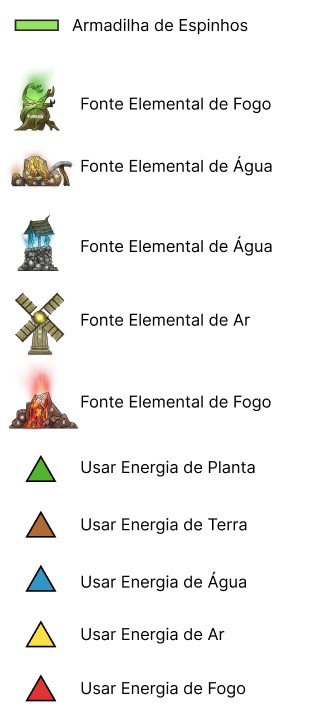 Armadilha de Espinhos
Fonte Elemental de Fogo
Fonte Elemental de Água
Fonte Elemental de Água
Fonte Elemental de Ar
Fonte Elemental de Fogo
Usar Energia de Planta
Usar Energia de Terra
Usar Energia de Água
Usar Energia de Ar
Usar Energia de Fogo